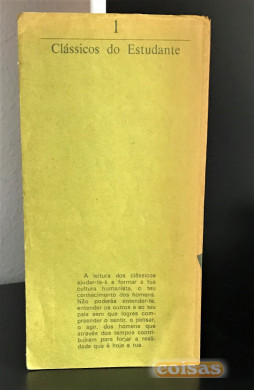 1
Clássicos do Estudante
A leitura dos clássicos
ajudar-te-á a formar a tua
cultura humanista, o teu
conhecimento dos homens.
Não poderás entender-te,
entender os outros e ao teu
país sem que logres com-
preender o sentir, o pensar,
o agir, dos homens que
através dos tempos contri-
buíram para forjar a reali-
dade que é hoje a tua.
coisas